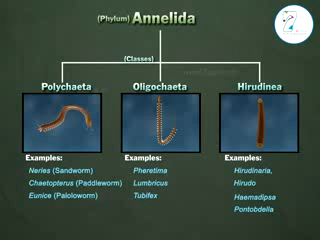 (Phylum) Annelida
(Classes)
Polychaeta Oligochaeta Hirudinea
Examples: Examples: Examples:
Neries (Sandworm) Pheretima Hirudinaria,
Chaetopterus (Paddleworm) Lumbricus Hirudo
Eunice (Paloloworm) Tubifex Haemadipsa
Pontobdella